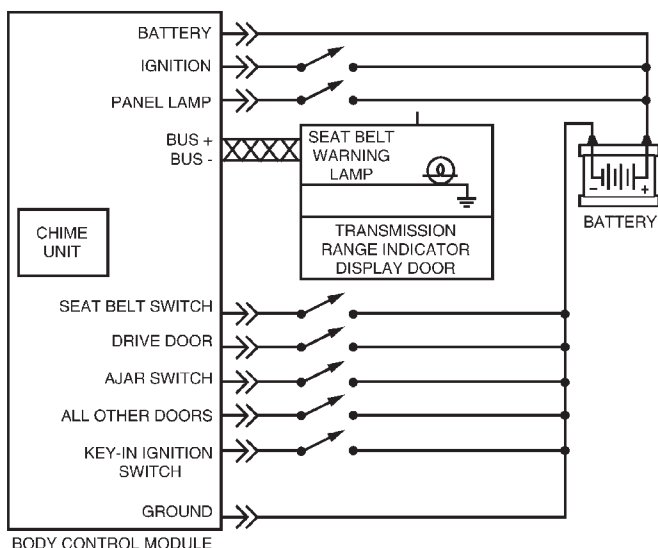 BATTERY
IGNITION
PANEL LAMP
BUS +
BUS -
SEAT BELT
WARNING
LAMP
TRANSMISSION
RANGE INDICATOR
DISPLAY DOOR
- +
BATTERY
CHIME
UNIT
SEAT BELT SWITCH
DRIVE DOOR
AJAR SWITCH
ALL OTHER DOORS
KEY-IN IGNITION
SWITCH
GROUND
BODY CONTROL MODULE